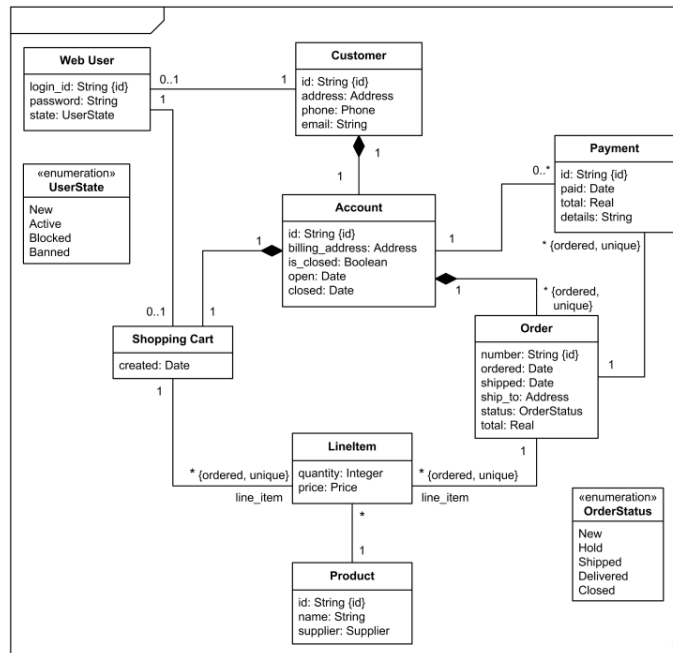 Web User
login_id: String {id}
password: String
state: UserState
0..1
1
1
Customer
id: String {id}
address: Address
phone: Phone
email: String
1
1
Payment
id: String {id}
paid: Date
total: Real
details: String
0..*
* {ordered, unique}
«enumeration»
UserState
New
Active
Blocked
Banned
Account
id: String {id}
billing_address: Address
is_closed: Boolean
open: Date
closed: Date
1
1
1
* {ordered,
unique}
0..1
1
Shopping Cart
created: Date
1
Order
number: String {id}
ordered: Date
shipped: Date
ship_to: Address
status: OrderStatus
total: Real
1
1
LineItem
quantity: Integer
price: Price
* {ordered, unique}
line_item
* {ordered, unique}
line_item
*
1
«enumeration»
OrderStatus
New
Hold
Shipped
Delivered
Closed
Product
id: String {id}
name: String
supplier: Supplier